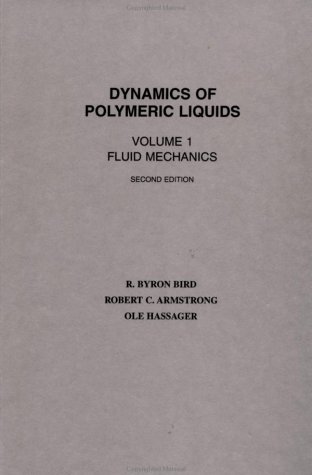 DYNAMICS OF
POLYMERIC LIQUIDS
VOLUME 1
FLUID MECHANICS
SECOND EDITION
R. BYRON BIRD
ROBERT C. ARMSTRONG
OLE HASSAGER